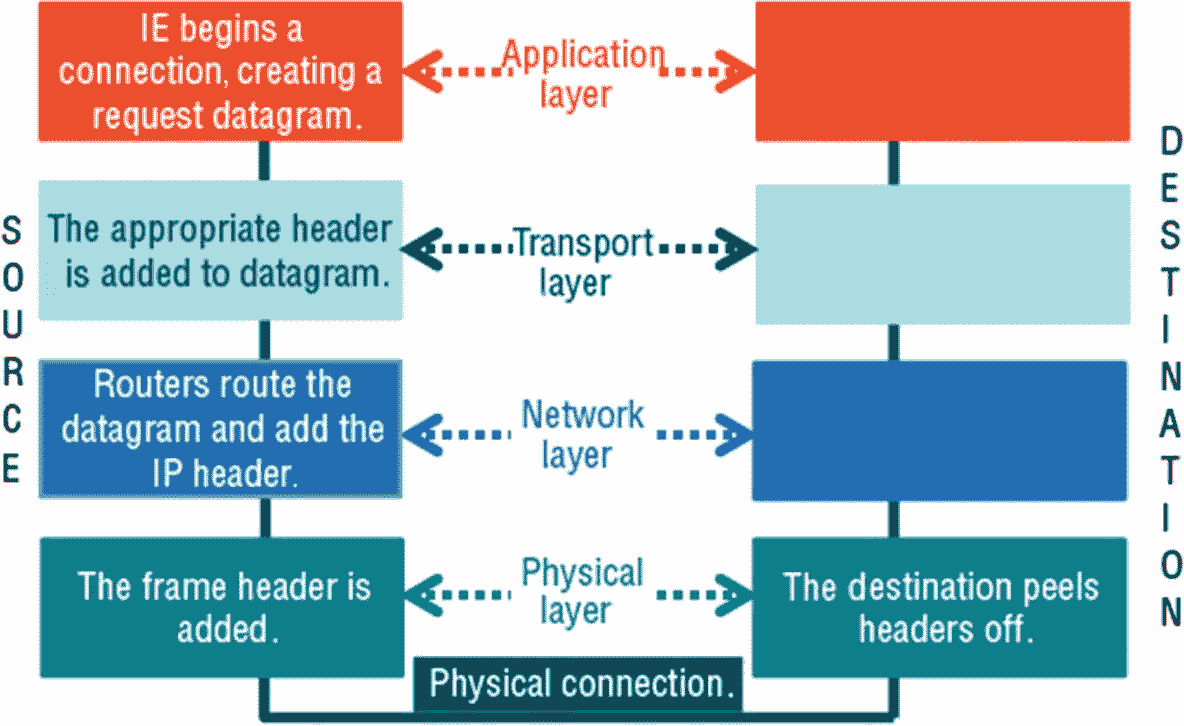 IE begins a
connection, creating a
request datagram.
Application
layer
The appropriate header
is added to datagram.
Transport
layer
Routers route the
datagram and add the
IP header.
Network
layer
The frame header is
added.
Physical
layer
The destination peels
headers off.
Physical connection.
SOURCE
DESTINATION